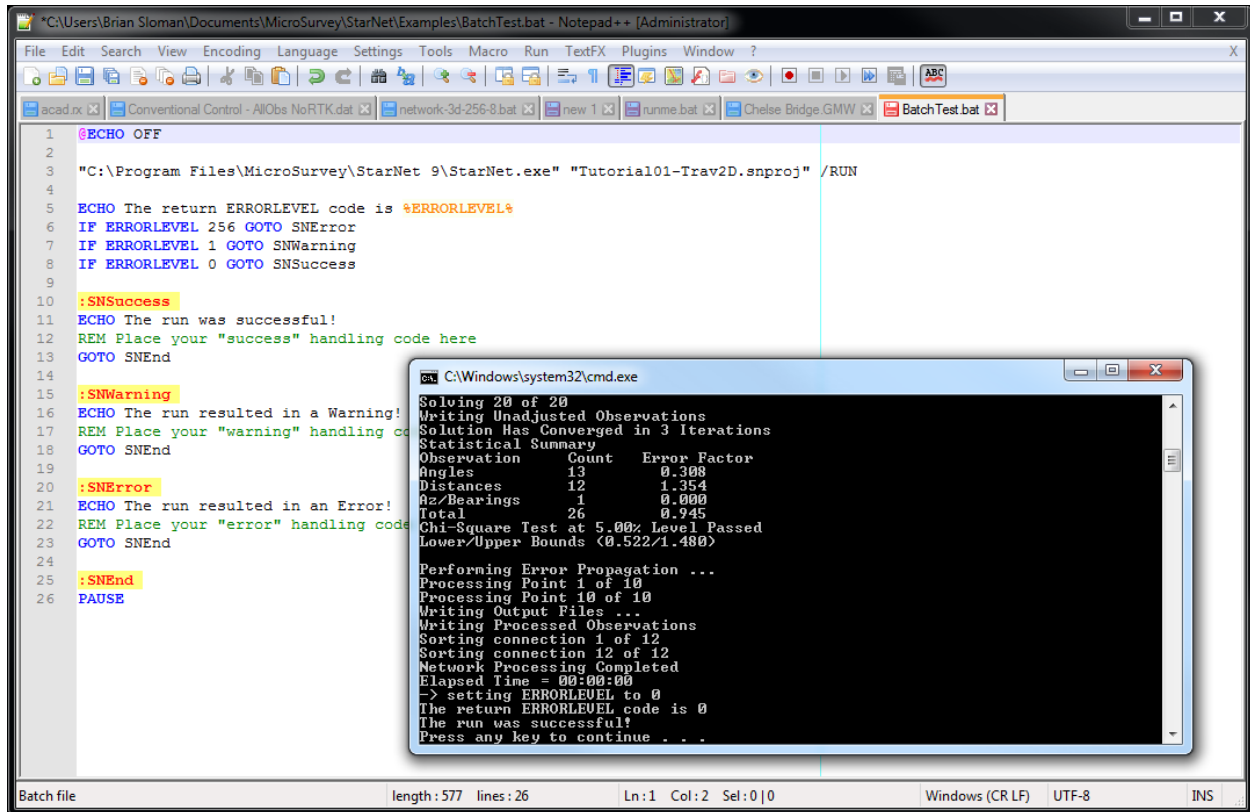 *C:\Users\Brian Sloman\Documents\MicroSurvey\StarNet\Examples\BatchTest.bat - Notepad++ [Administrator]
File Edit Search View Encoding Language Settings Tools Macro Run TextFX Plugins Window ? X
ABC
acad.rx Conventional Control - AllObs NoRTK.dat network-3d-256-8.bat new 1 runme.bat Chelse Bridge.GMW BatchTest.bat
1 @ECHO OFF
2
3 "C:\Program Files\MicroSurvey\StarNet 9\StarNet.exe" "Tutorial01-Trav2D.snproj" /RUN
4
5 ECHO The return ERRORLEVEL code is %ERRORLEVEL%
6 IF ERRORLEVEL 256 GOTO SNError
7 IF ERRORLEVEL 1 GOTO SNWarning
8 IF ERRORLEVEL 0 GOTO SNSuccess
9
10 :SNSuccess
11 ECHO The run was successful!
12 REM Place your "success" handling code here
13 GOTO SNEnd
14
15 :SNWarning
16 ECHO The run resulted in a Warning!
17 REM Place your "warning" handling co
18 GOTO SNEnd
19
20 :SNError
21 ECHO The run resulted in an Error!
22 REM Place your "error" handling code
23 GOTO SNEnd
24
25 :SNEnd
26 PAUSE
C:\Windows\system32\cmd.exe
Solving 20 of 20
Writing Unadjusted Observations
Solution Has Converged in 3 Iterations
Statistical Summary
Observation Count Error Factor
Angles 13 0.308
Distances 12 1.354
Az/Bearings 1 0.000
Total 26 0.945
Chi-Square Test at 5.00% Level Passed
Lower/Upper Bounds (0.522/1.480)
Performing Error Propagation ...
Processing Point 1 of 10
Processing Point 10 of 10
Writing Output Files ...
Writing Processed Observations
Sorting connection 1 of 12
Sorting connection 12 of 12
Network Processing Completed
Elapsed Time = 00:00:00
-> setting ERRORLEVEL to 0
The return ERRORLEVEL code is 0
The run was successful!
Press any key to continue . . .
Batch file length : 577 lines : 26 Ln : 1 Col : 2 Sel : 0 | 0 Windows (CR LF) UTF-8 INS